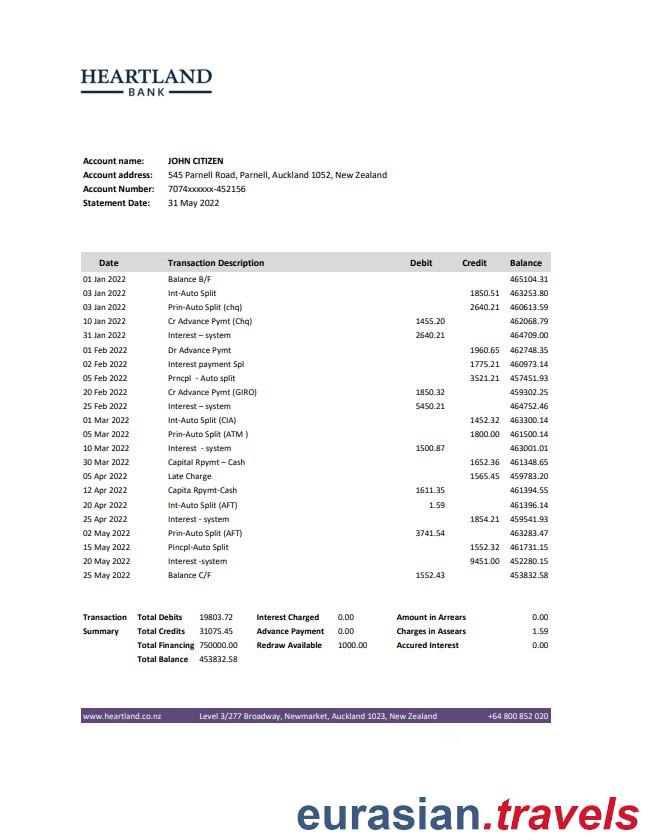 HEARTLAND
BANK
Account name: JOHN CITIZEN
Account address: 545 Parnell Road, Parnell, Auckland 1052, New Zealand
Account Number: 7074xxxxxx-452156
Statement Date: 31 May 2022
Date Transaction Description Debit Credit Balance
01 Jan 2022 Balance B/F 465104.31
03 Jan 2022 Int-Auto Split 1850.51 463253.80
03 Jan 2022 Prin-Auto Split (chq) 2640.21 460613.59
10 Jan 2022 Cr Advance Pymt (Chq) 1455.20 462068.79
31 Jan 2022 Interest – system 2640.21 464709.00
01 Feb 2022 Dr Advance Pymt 1960.65 462748.35
02 Feb 2022 Interest payment Spl 1775.21 460973.14
05 Feb 2022 Prncpl - Auto split 3521.21 457451.93
20 Feb 2022 Cr Advance Pymt (GIRO) 1850.32 459302.25
25 Feb 2022 Interest – system 5450.21 464752.46
01 Mar 2022 Int-Auto Split (CIA) 1452.32 463300.14
05 Mar 2022 Prin-Auto Split (ATM ) 1800.00 461500.14
10 Mar 2022 Interest - system 1500.87 463001.01
30 Mar 2022 Capital Rpymt – Cash 1652.36 461348.65
05 Apr 2022 Late Charge 1565.45 459783.20
12 Apr 2022 Capita Rpymt-Cash 1611.35 461394.55
20 Apr 2022 Int-Auto Split (AFT) 1.59 461396.14
25 Apr 2022 Interest - system 1854.21 459541.93
02 May 2022 Prin-Auto Split (AFT) 3741.54 463283.47
15 May 2022 Pincpl-Auto Split 1552.32 461731.15
20 May 2022 Interest -system 9451.00 452280.15
25 May 2022 Balance C/F 1552.43 453832.58
Transaction Total Debits 19803.72 Interest Charged 0.00 Amount in Arrears 0.00
Summary Total Credits 31075.45 Advance Payment 0.00 Charges in Assears 1.59
Total Financing 750000.00 Redraw Available 1000.00 Accured Interest 0.00
Total Balance 453832.58
www.heartland.co.nz Level 3/277 Broadway, Newmarket, Auckland 1023, New Zealand +64 800 852 020
eurasian.travels